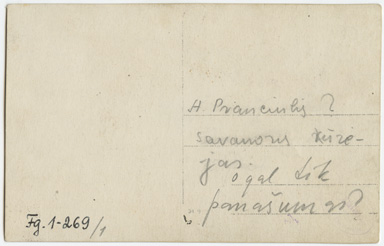 A Pranciulis?
savanoris kūrė-
jas.
o gal tik
panašumas?
Fg. 1-269/1